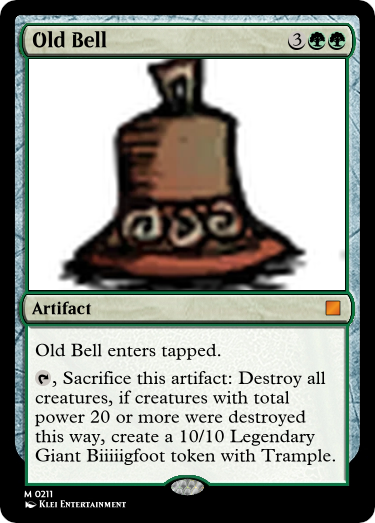 Old Bell 3
Artifact
Old Bell enters tapped.
, Sacrifice this artifact: Destroy all
creatures, if creatures with total
power 20 or more were destroyed
this way, create a 10/10 Legendary
Giant Biiiiigfoot token with Trample.
M 0211
Klei Entertainment